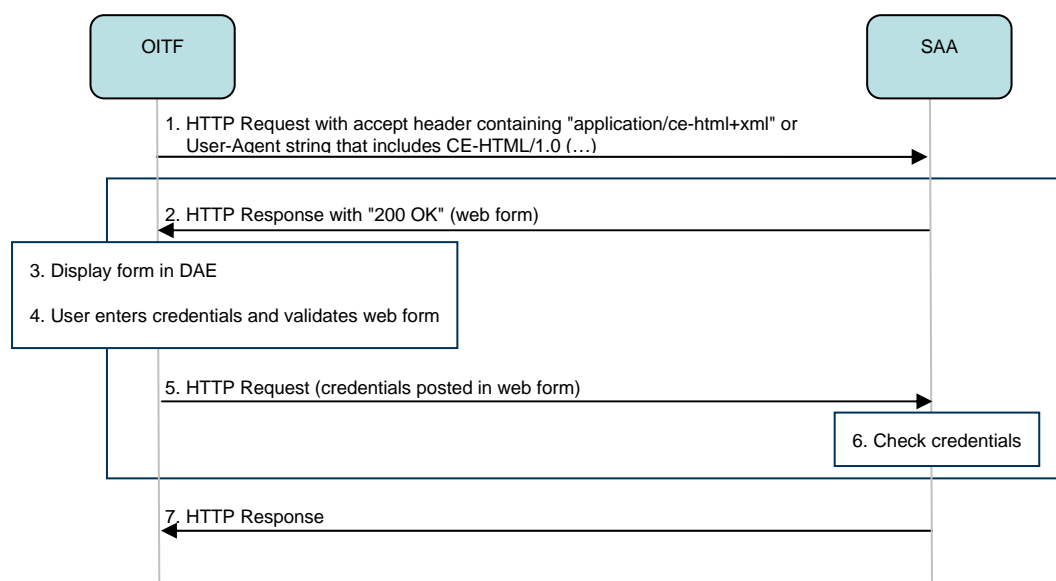 OITF
SAA
1. HTTP Request with accept header containing "application/ce-html+xml" or
User-Agent string that includes CE-HTML/1.0 (…)
2. HTTP Response with "200 OK" (web form)
3. Display form in DAE
4. User enters credentials and validates web form
5. HTTP Request (credentials posted in web form)
6. Check credentials
7. HTTP Response